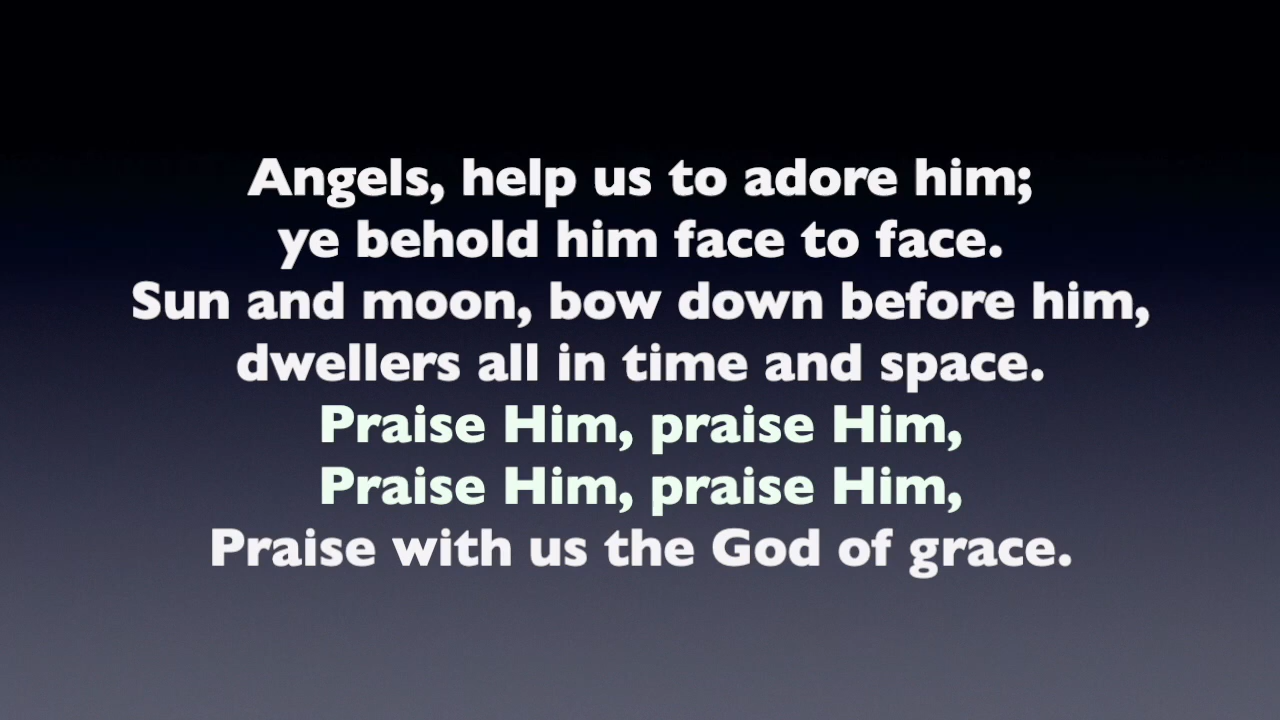 Angels, help us to adore him;
ye behold him face to face.
Sun and moon, bow down before him,
dwellers all in time and space.
Praise Him, praise Him,
Praise Him, praise Him,
Praise with us the God of grace.